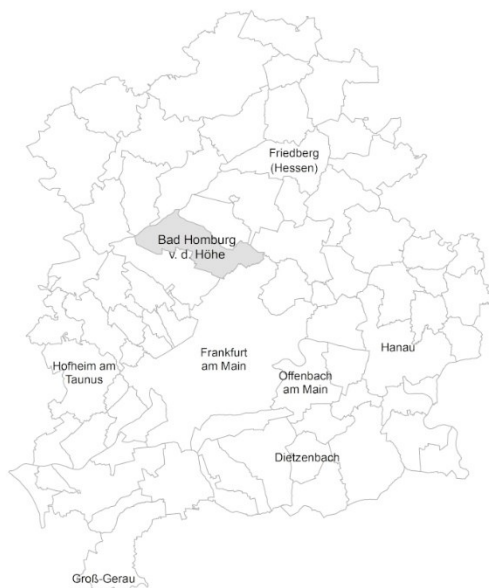 Friedberg
(Hessen)
Bad Homburg
v. d. Höhe
Frankfurt
am Main
Hanau
Hofheim am
Taunus
Offenbach
am Main
Dietzenbach
Groß-Gerau